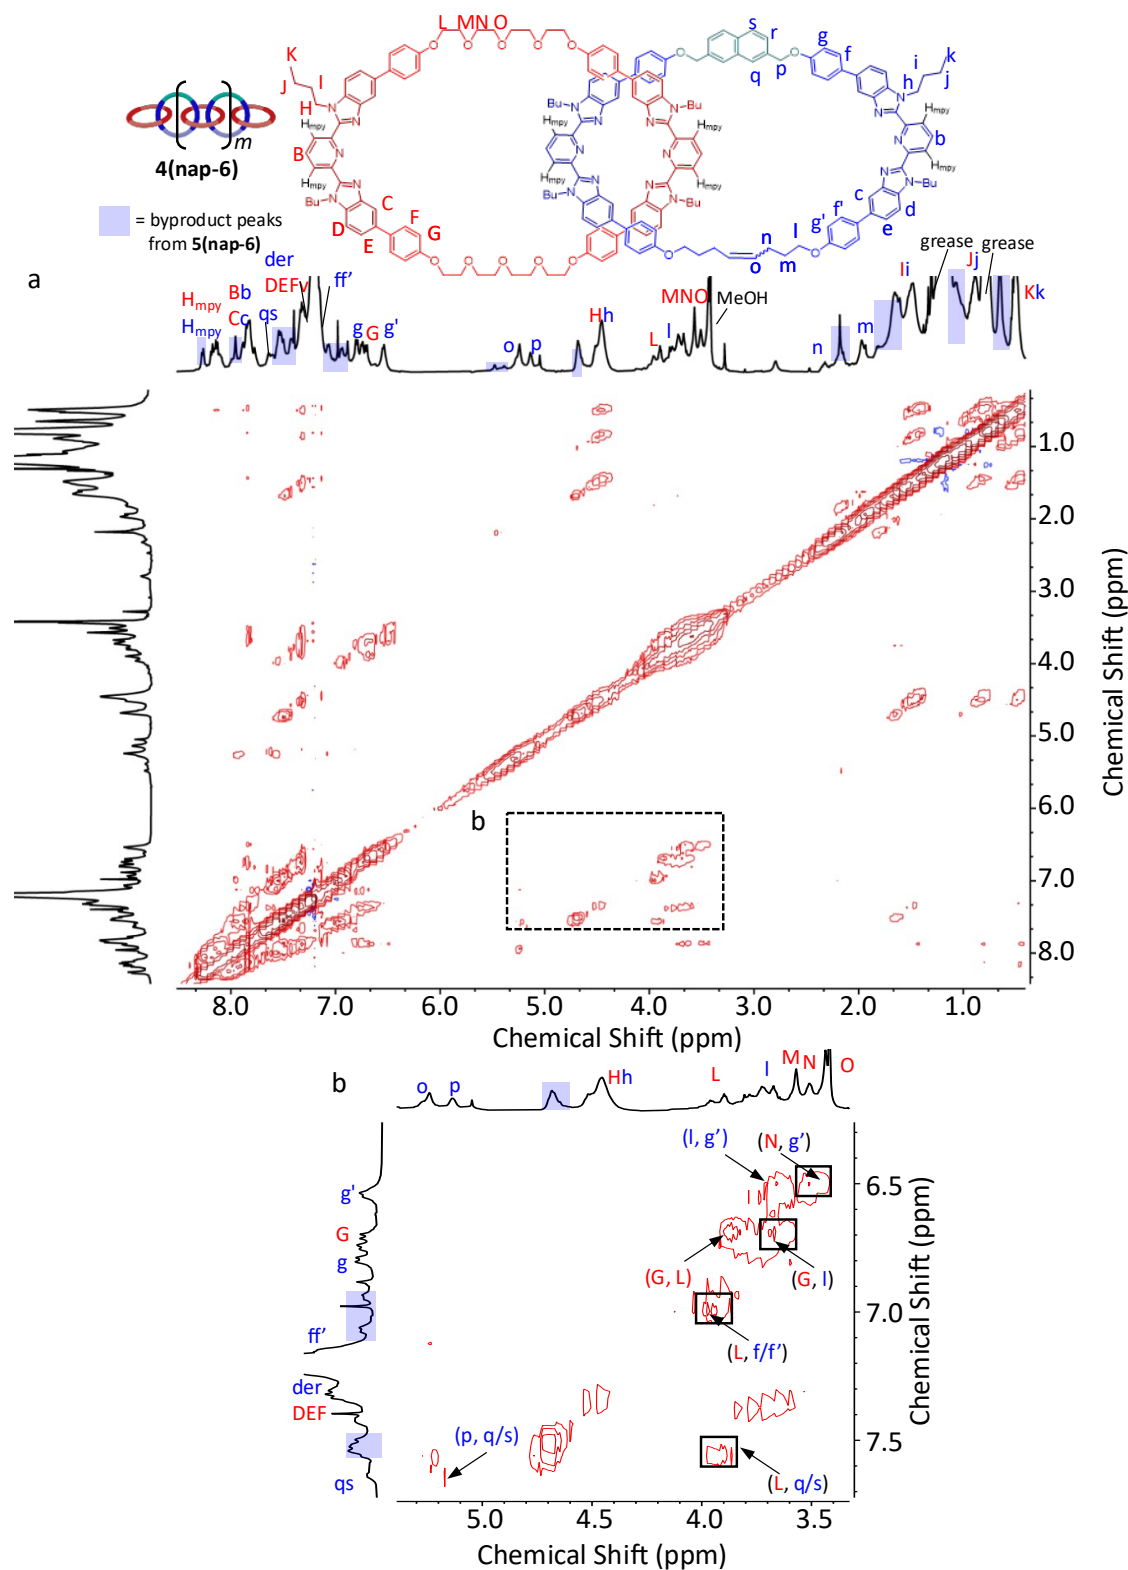 L MN O
K
J
I
H
Hmpy
B
Hmpy
Bu
N
N
N
N
N
C
D
E
F
G
O
O
O
O
O
s
r
q
p
g
f
k
i
j
h
Hmpy
b
Hmpy
Bu
c
d
e
f'
g'
l
m
n
o
4(nap-6)
m
= byproduct peaks
from 5(nap-6)
a
Hmpy
Hmpy
Bb
Cc
qs
der
DEF
ff'
g
G
g'
o
p
Hh
L
l
MNO
MeOH
n
m
Ii
grease
Jj
grease
Kk
1.0
2.0
3.0
4.0
5.0
6.0
7.0
8.0
Chemical Shift (ppm)
b
8.0 7.0 6.0 5.0 4.0 3.0 2.0 1.0
Chemical Shift (ppm)
b
o
p
Hh
L
l
M
N
O
(l, g')
(N, g')
g'
G
g
ff'
der
DEF
qs
(G, L)
(G, l)
(L, f/f')
(p, q/s)
(L, q/s)
6.5
7.0
7.5
Chemical Shift (ppm)
5.0 4.5 4.0 3.5
Chemical Shift (ppm)